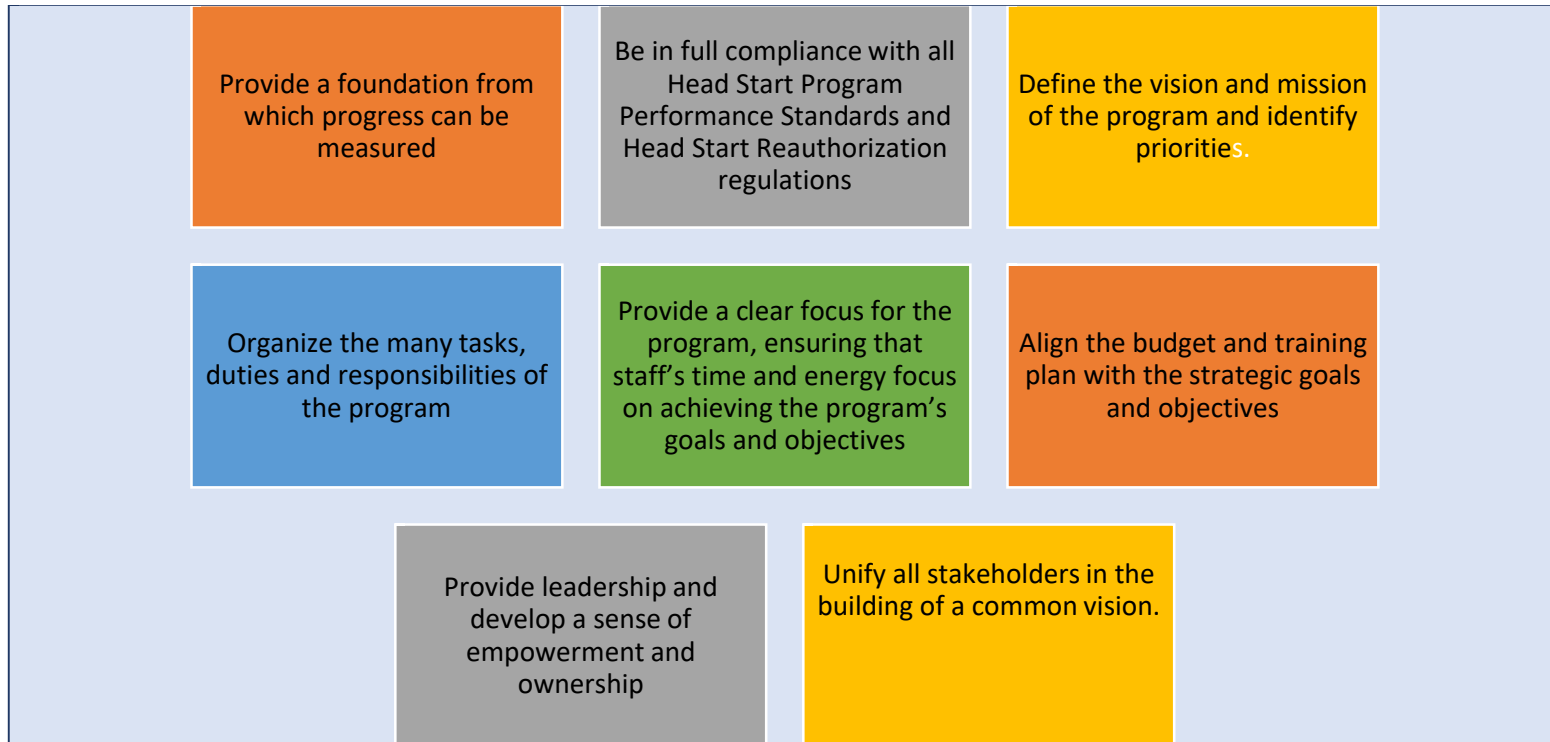 Provide a foundation from
which progress can be
measured
Be in full compliance with all
Head Start Program
Performance Standards and
Head Start Reauthorization
regulations
Define the vision and mission
of the program and identify
priorities.
Organize the many tasks,
duties and responsibilities of
the program
Provide a clear focus for the
program, ensuring that
staff’s time and energy focus
on achieving the program’s
goals and objectives
Align the budget and training
plan with the strategic goals
and objectives
Provide leadership and
develop a sense of
empowerment and
ownership
Unify all stakeholders in the
building of a common vision.